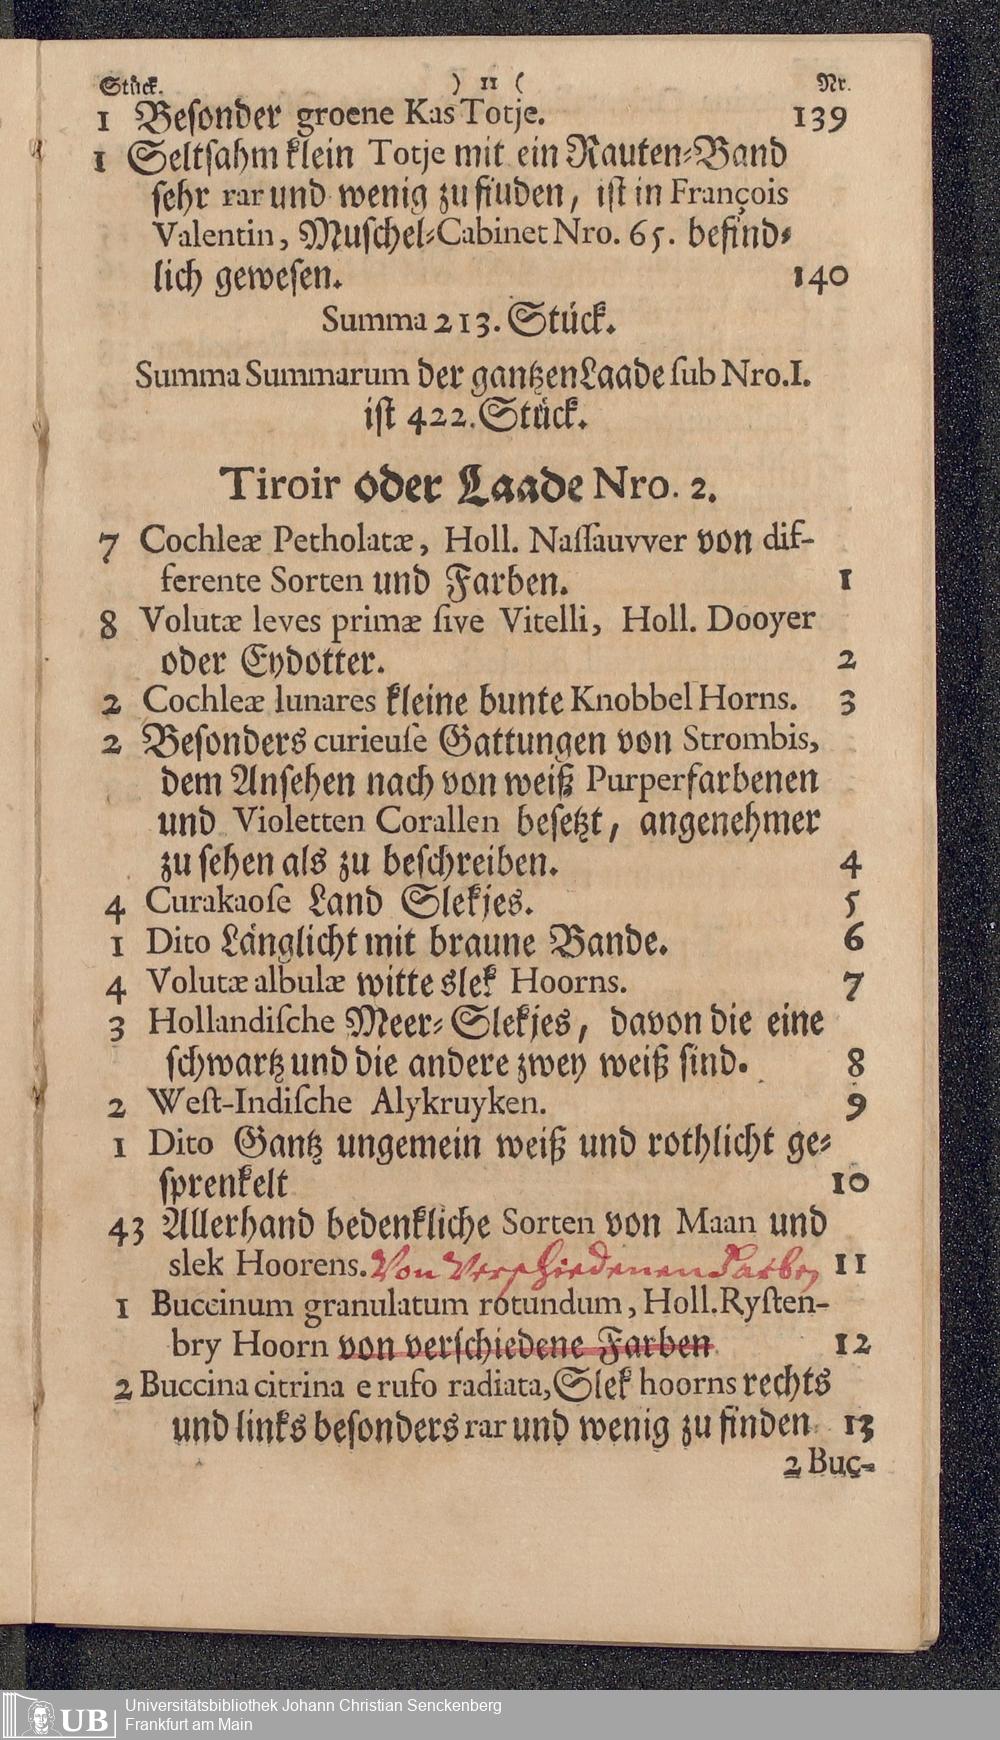 Stück. ) 11 ( Nr.
1 Besonder groene Kas Totje. 139
1 Seltsahm klein Totje mit ein Rauten-Band
sehr rar und wenig zu fiuden, ist in François
Valentin, Muschel-Cabinet Nro. 65. befind-
lich gewesen. 140
Summa 213. Stück.
Summa Summarum der gantzen Laade sub Nro. I.
ist 422. Stück.
Tiroir oder Laade Nro. 2.
7 Cochleæ Petholatæ, Holl. Nassauvver von dif-
ferente Sorten und Farben. 1
8 Volutæ leves primæ sive Vitelli, Holl. Dooyer
oder Eydotter. 2
2 Cochleæ lunares kleine bunte Knobbel Horns. 3
2 Besonders curieuse Gattungen von Strombis,
dem Ansehen nach von weiß Purperfarbenen
und Violetten Corallen besetzt, angenehmer
zu sehen als zu beschreiben. 4
4 Curakaose Land Slekjes. 5
1 Dito Länglicht mit braune Bande. 6
4 Volutæ albulæ witte slek Hoorns. 7
3 Hollandische Meer-Slekjes, davon die eine
schwartz und die andere zwey weiß sind. 8
2 West-Indische Alykruyken. 9
1 Dito Gantz ungemein weiß und rothlicht ge-
sprenkelt 10
43 Allerhand bedenkliche Sorten von Maan und
slek Hoorens. Von Verschiedenen Farben 11
1 Buccinum granulatum rotundum, Holl. Rysten-
bry Hoorn von verschiedene Farben 12
2 Buccina citrina e rufo radiata, Slek hoorns rechts
und links besonders rar und wenig zu finden 13
2 Buc-
UB Universitätsbibliothek Johann Christian Senckenberg
Frankfurt am Main